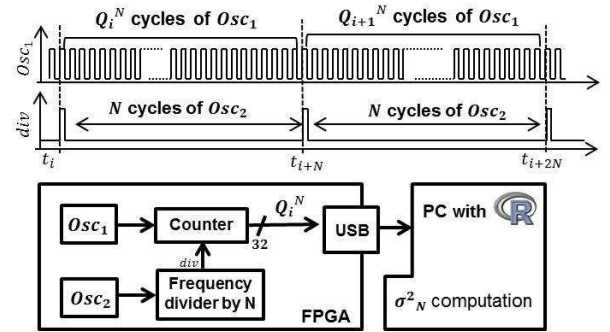 Q_i^N cycles of Osc_1 Q_{i+1}^N cycles of Osc_1
Osc_1
N cycles of Osc_2 N cycles of Osc_2
div
t_i t_{i+N} t_{i+2N}
Osc_1 Counter 32 Q_i^N USB PC with R
div
Osc_2 Frequency divider by N
FPGA
σ^2_N computation